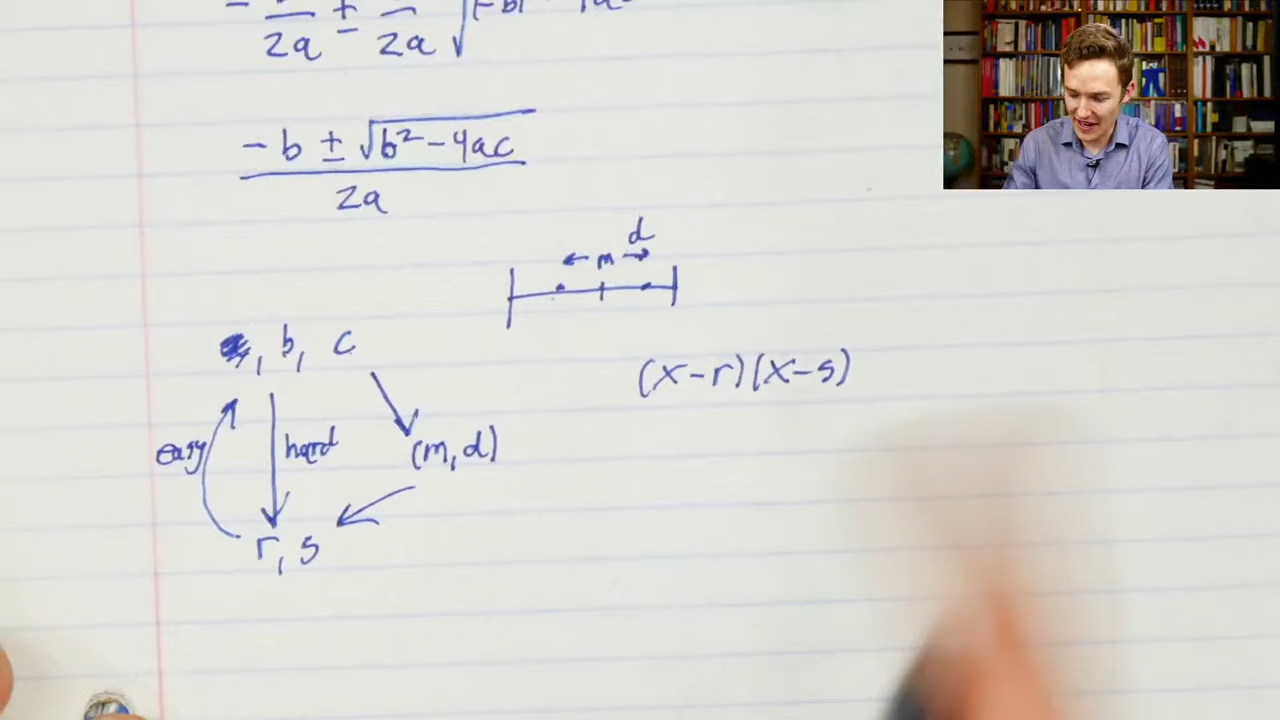 2a ± 2a √
-b ± √b²-4ac
2a
d
← m →
, b, c
(x-r)(x-s)
easy
hard
(m,d)
r, s